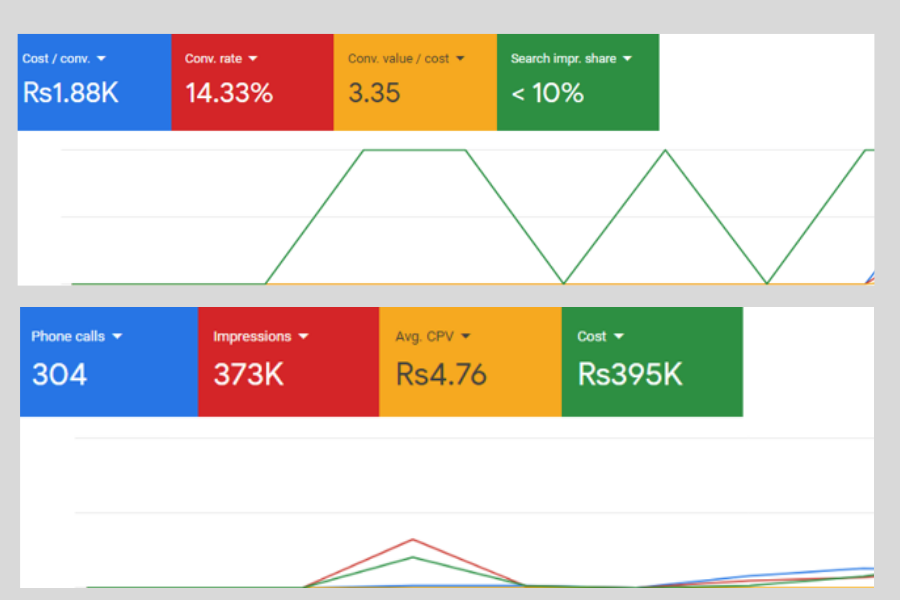 Cost / conv. Conv. rate Conv. value / cost Search impr. share
Rs1.88K 14.33% 3.35 < 10%
Phone calls Impressions Avg. CPV Cost
304 373K Rs4.76 Rs395K